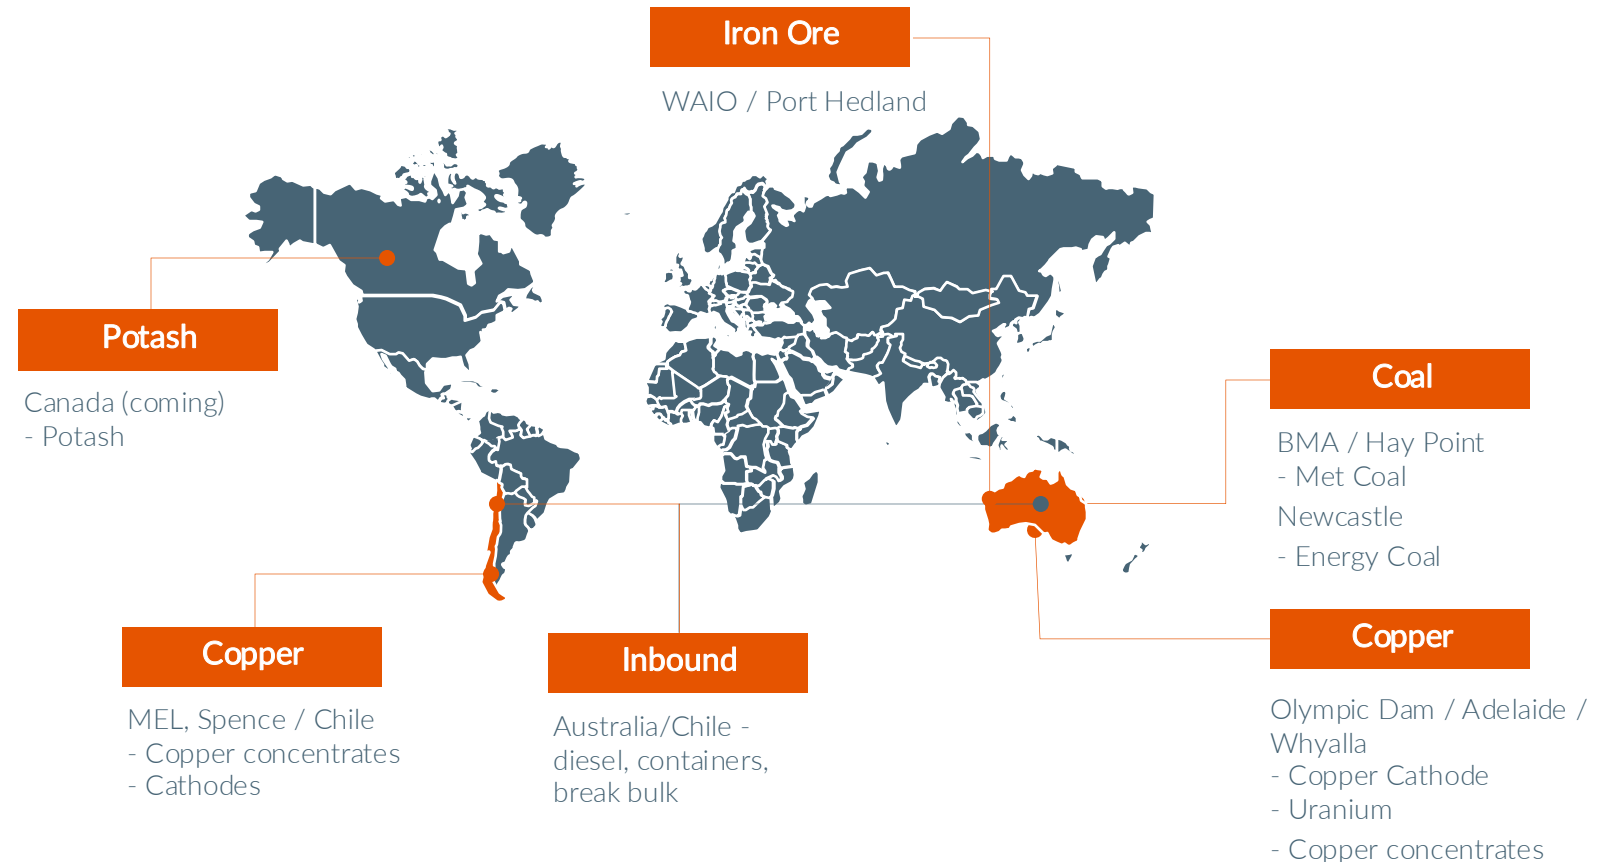 Iron Ore
WAIO / Port Hedland
Potash
Canada (coming)
- Potash
Coal
BMA / Hay Point
- Met Coal
Newcastle
- Energy Coal
Copper
MEL, Spence / Chile
- Copper concentrates
- Cathodes
Inbound
Australia/Chile -
diesel, containers,
break bulk
Copper
Olympic Dam / Adelaide /
Whyalla
- Copper Cathode
- Uranium
- Copper concentrates